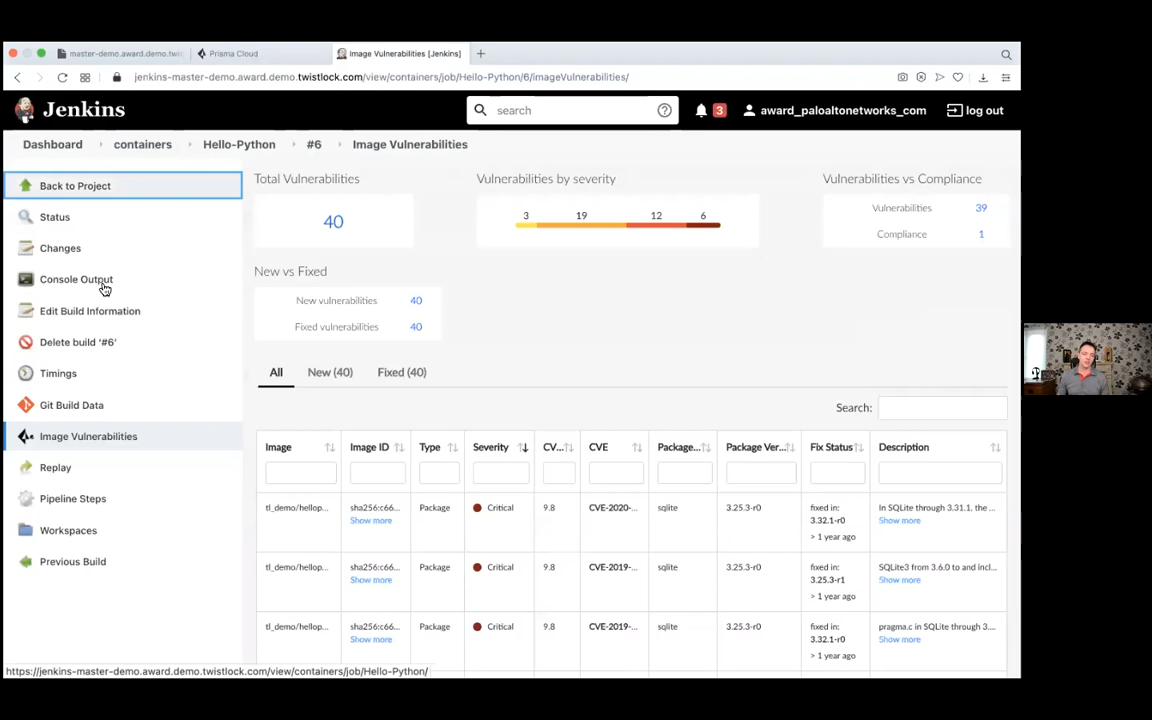 master-demo.award.demo.twis
Prisma Cloud
Image Vulnerabilities [Jenkins]
jenkins-master-demo.award.demo.twistlock.com/view/containers/job/Hello-Python/6/imageVulnerabilities/
Jenkins
search
3
award_paloaltonetworks_com
log out
Dashboard
containers
Hello-Python
#6
Image Vulnerabilities
Back to Project
Status
Changes
Console Output
Edit Build Information
Delete build '#6'
Timings
Git Build Data
Image Vulnerabilities
Replay
Pipeline Steps
Workspaces
Previous Build
Total Vulnerabilities
40
Vulnerabilities by severity
3 19 12 6
Vulnerabilities vs Compliance
Vulnerabilities 39
Compliance 1
New vs Fixed
New vulnerabilities 40
Fixed vulnerabilities 40
All New (40) Fixed (40)
Search:
Image Image ID Type Severity CV... CVE Package... Package Ver... Fix Status Description
tl_demo/hellop... sha256:c66... Package Critical 9.8 CVE-2020-... sqlite 3.25.3-r0 fixed in: In SQLite through 3.31.1, the ...
Show more 3.32.1-r0 Show more
> 1 year ago
tl_demo/hellop... sha256:c66... Package Critical 9.8 CVE-2019-... sqlite 3.25.3-r0 fixed in: SQLite3 from 3.6.0 to and incl...
Show more 3.25.3-r1 Show more
> 1 year ago
tl_demo/hellop... sha256:c66... Package Critical 9.8 CVE-2019-... sqlite 3.25.3-r0 fixed in: pragma.c in SQLite through 3....
Show more 3.32.1-r0 Show more
> 1 year ago
https://jenkins-master-demo.award.demo.twistlock.com/view/containers/job/Hello-Python/